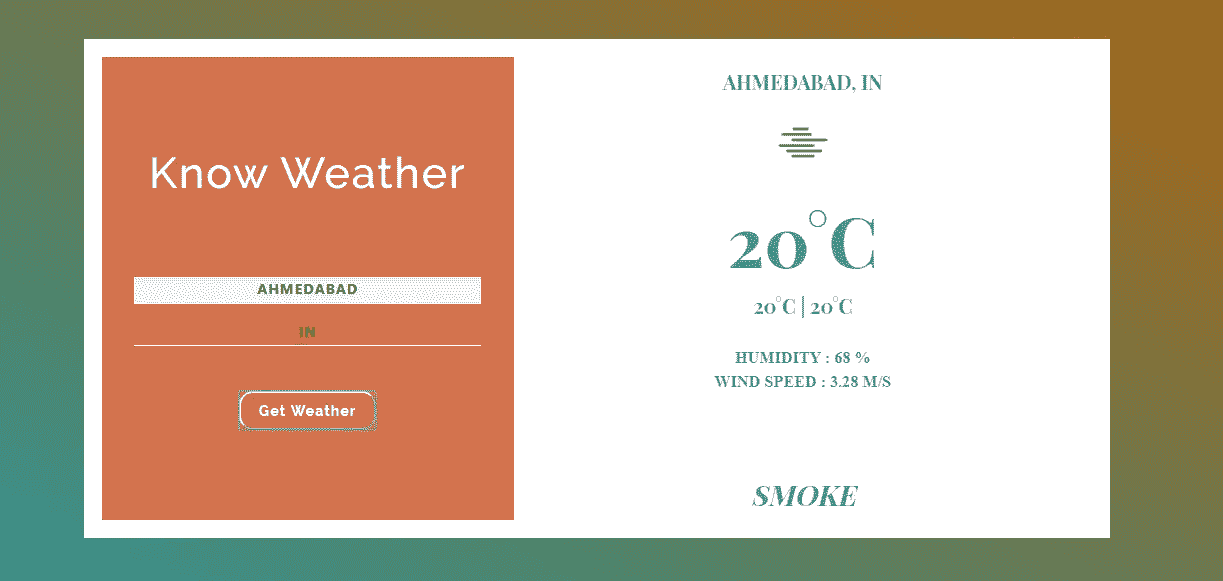 Know Weather
AHMEDABAD
IN
Get Weather
AHMEDABAD, IN
20°C
20°C | 20°C
HUMIDITY : 68 %
WIND SPEED : 3.28 M/S
SMOKE